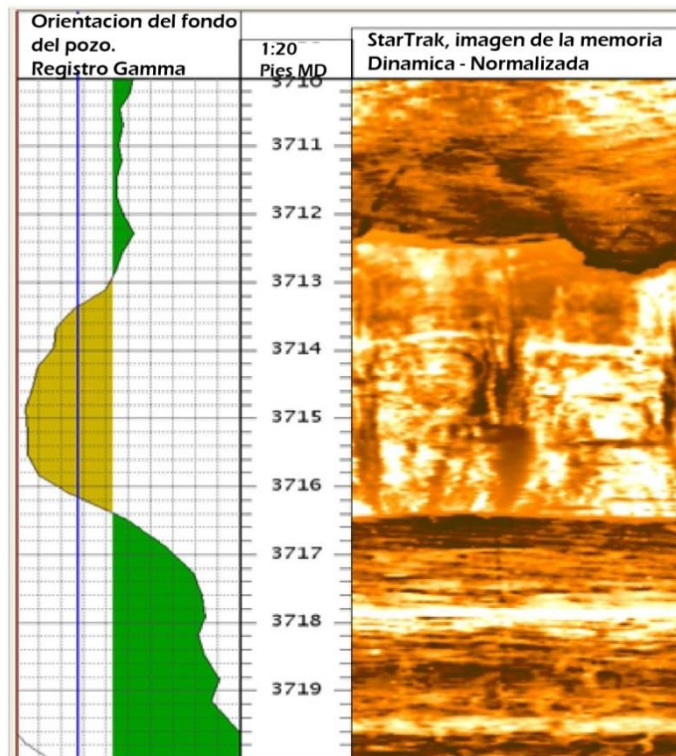 Orientacion del fondo
del pozo.
Registro Gamma
1:20
Pies MD
StarTrak, imagen de la memoria
Dinamica - Normalizada
3710
3711
3712
3713
3714
3715
3716
3717
3718
3719